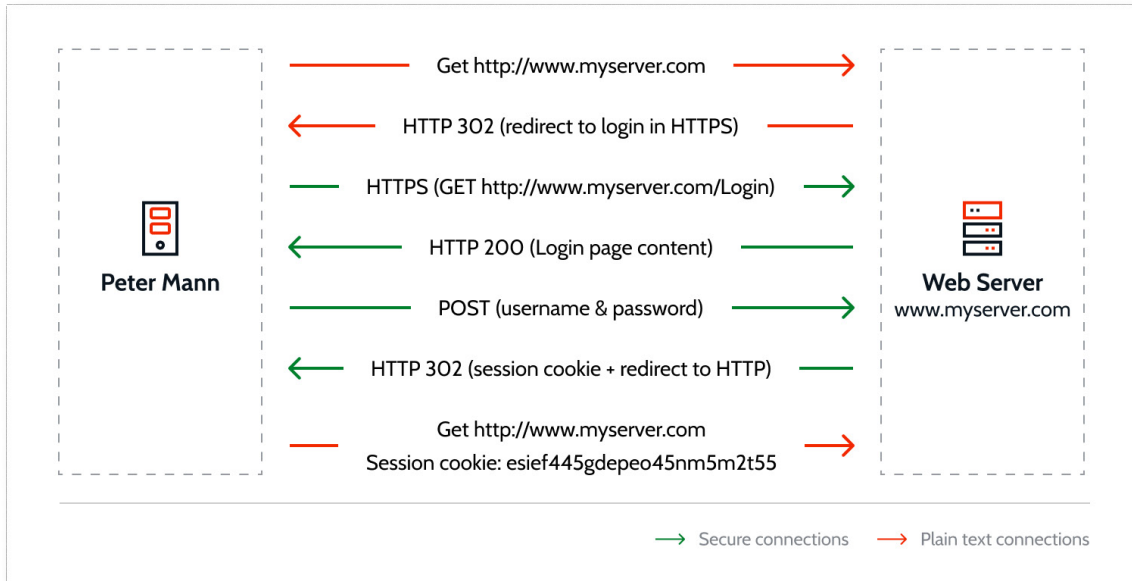 Get http://www.myserver.com
HTTP 302 (redirect to login in HTTPS)
HTTPS (GET http://www.myserver.com/Login)
HTTP 200 (Login page content)
POST (username & password)
HTTP 302 (session cookie + redirect to HTTP)
Get http://www.myserver.com
Session cookie: esief445gdepeo45nm5m2t55
Peter Mann
Web Server
www.myserver.com
Secure connections
Plain text connections